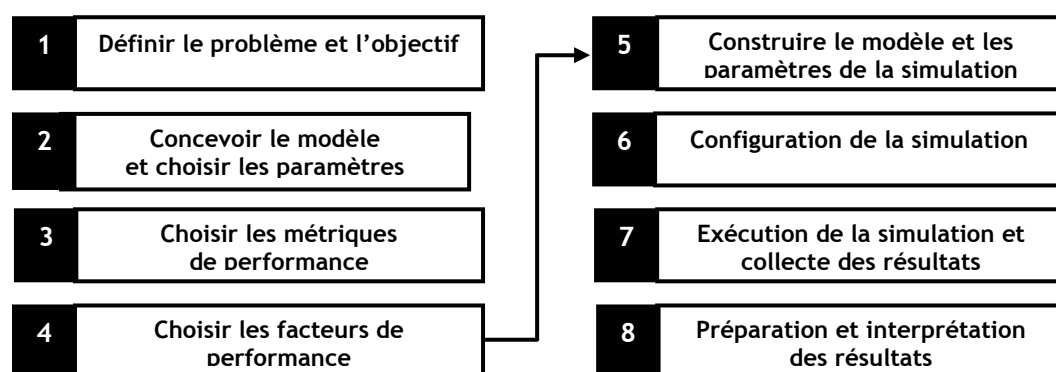 1 Définir le problème et l’objectif
2 Concevoir le modèle
et choisir les paramètres
3 Choisir les métriques
de performance
4 Choisir les facteurs de
performance
5 Construire le modèle et les
paramètres de la simulation
6 Configuration de la simulation
7 Exécution de la simulation et
collecte des résultats
8 Préparation et interprétation
des résultats